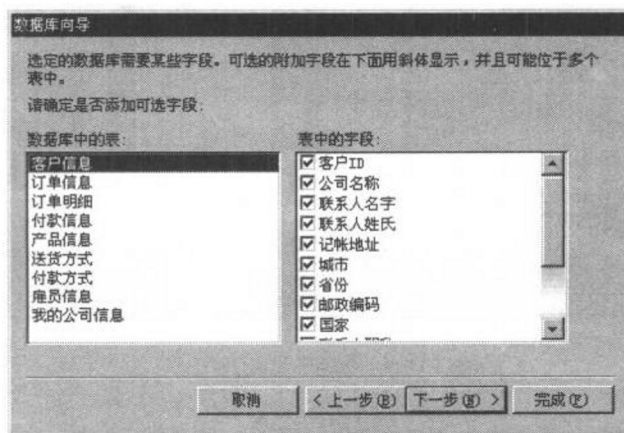 数据库向导
选定的数据库需要某些字段。可选的附加字段在下面用斜体显示，并且可能位于多个
表中。
请确定是否添加可选字段:
数据库中的表:
客户信息
订单信息
订单明细
付款信息
产品信息
送货方式
付款方式
雇员信息
我的公司信息
表中的字段:
客户ID
公司名称
联系人名字
联系人姓氏
记帐地址
城市
省份
邮政编码
国家
取消
< 上一步(B)
下一步(N) >
完成(F)